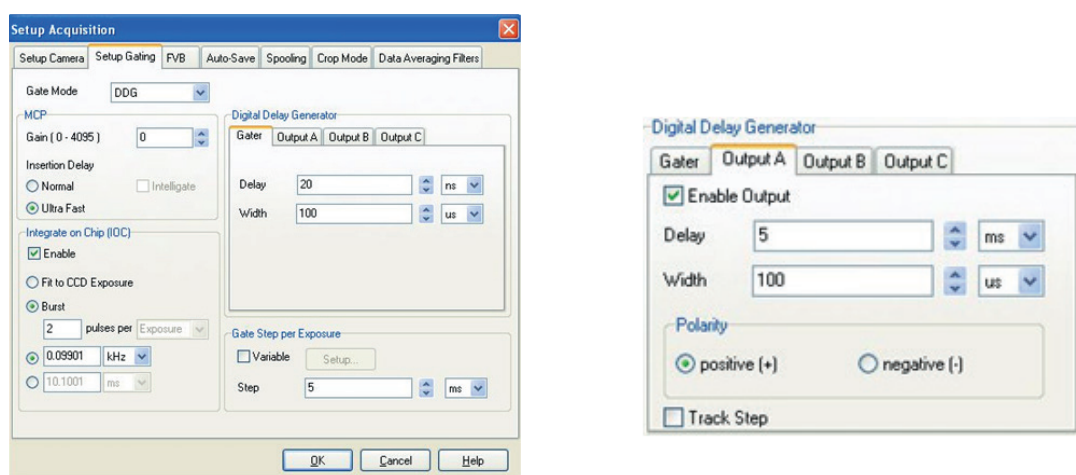 Setup Acquisition
Setup Camera Setup Gating FVB Auto-Save Spooling Crop Mode Data Averaging Filters
Gate Mode DDG
MCP
Gain ( 0 - 4095 ) 0
Insertion Delay
Normal Intelligate
Ultra Fast
Integrate on Chip (IOC)
Enable
Fit to CCD Exposure
Burst
2 pulses per Exposure
0.09901 kHz
10.1001 ms
Digital Delay Generator
Gater Output A Output B Output C
Delay 20 ns
Width 100 us
Gate Step per Exposure
Variable Setup...
Step 5 ms
OK Cancel Help
Digital Delay Generator
Gater Output A Output B Output C
Enable Output
Delay 5 ms
Width 100 us
Polarity
positive (+) negative (-)
Track Step